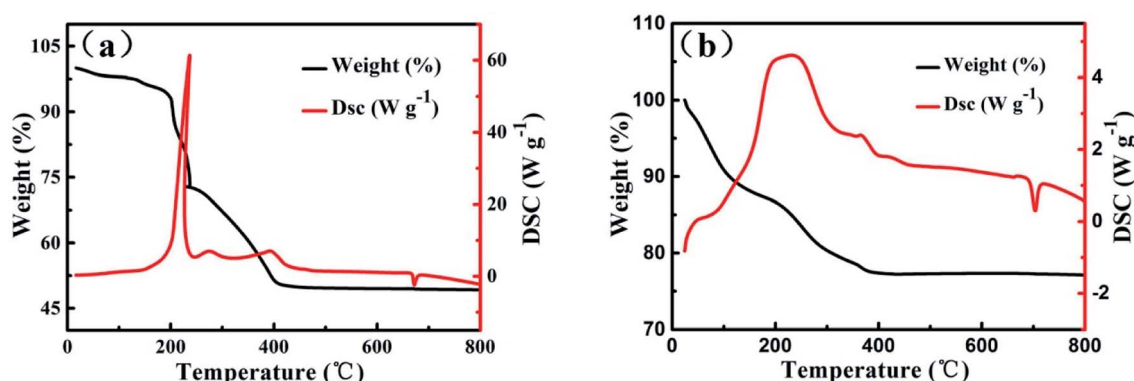 （a）
Weight (%)
Dsc (W g-1)
105
90
75
60
45
60
40
20
0
0
200
400
600
800
Weight (%)
DSC (W g-1)
Temperature (℃)
（b）
Weight (%)
Dsc (W g-1)
110
100
90
80
70
4
2
0
-2
0
200
400
600
800
Weight (%)
DSC (W g-1)
Temperature (℃)